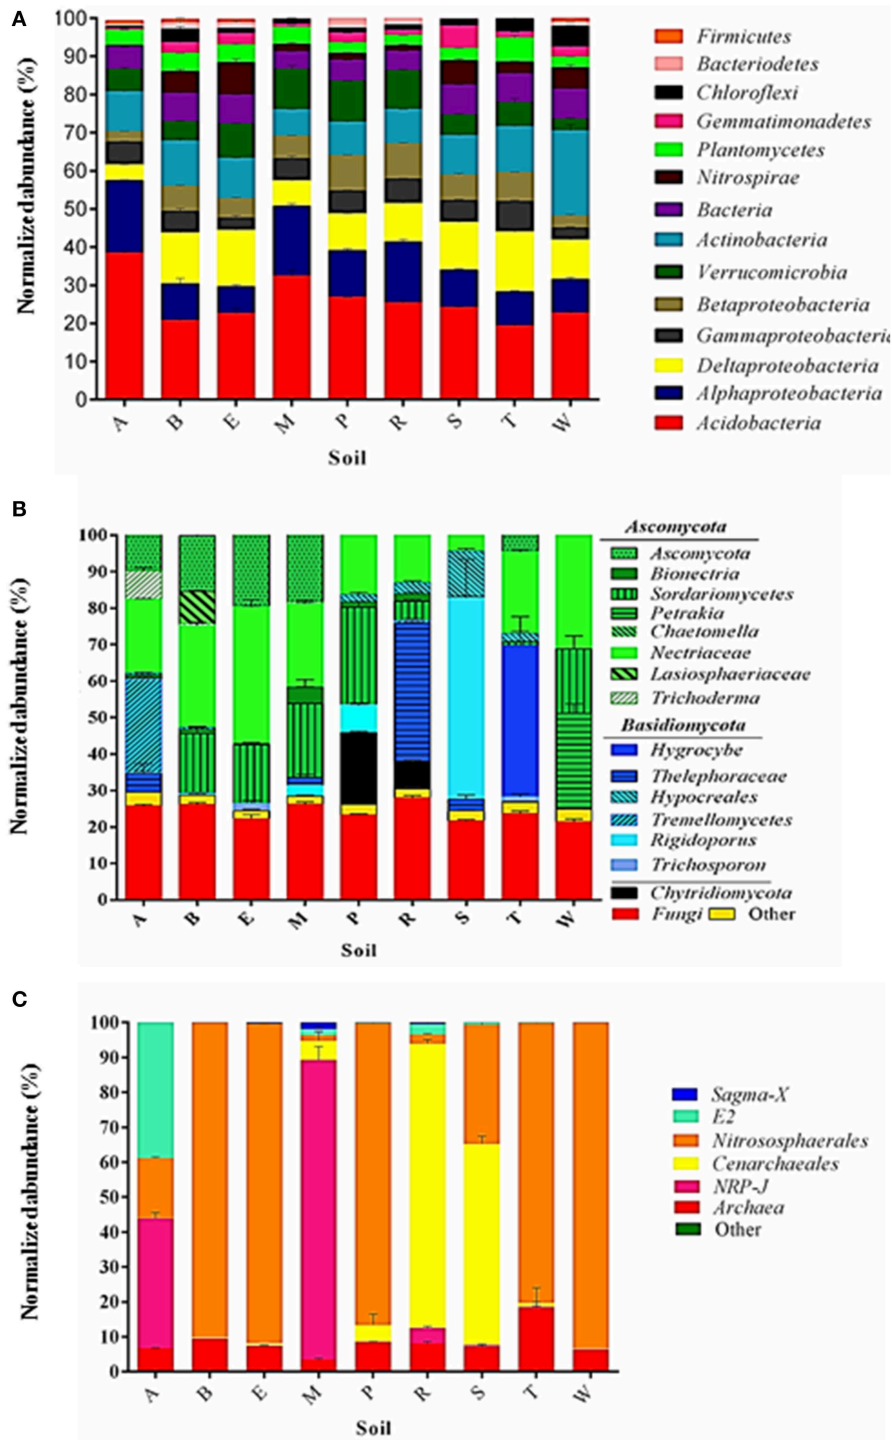 A
Normalized abundance (%)
100
90
80
70
60
50
40
30
20
10
0
A B E M P R S T W
Soil
Firmicutes
Bacteriodetes
Chloroflexi
Gemmatimonadetes
Plantomycetes
Nitrospirae
Bacteria
Actinobacteria
Verrucomicrobia
Betaproteobacteria
Gammaproteobacteria
Deltaproteobacteria
Alphaproteobacteria
Acidobacteria
B
Normalized abundance (%)
100
90
80
70
60
50
40
30
20
10
0
A B E M P R S T W
Soil
Ascomycota
Ascomycota
Bionectria
Sordariomycetes
Petrakia
Chaetomella
Nectriaceae
Lasiosphaeriaceae
Trichoderma
Basidiomycota
Hygrocybe
Thelephoraceae
Hypocreales
Tremellomycetes
Rigidoporus
Trichosporon
Chytridiomycota
Fungi Other
C
Normalized abundance (%)
100
90
80
70
60
50
40
30
20
10
0
A B E M P R S T W
Soil
Sagma-X
E2
Nitrososphaerales
Cenarchaeales
NRP-J
Archaea
Other